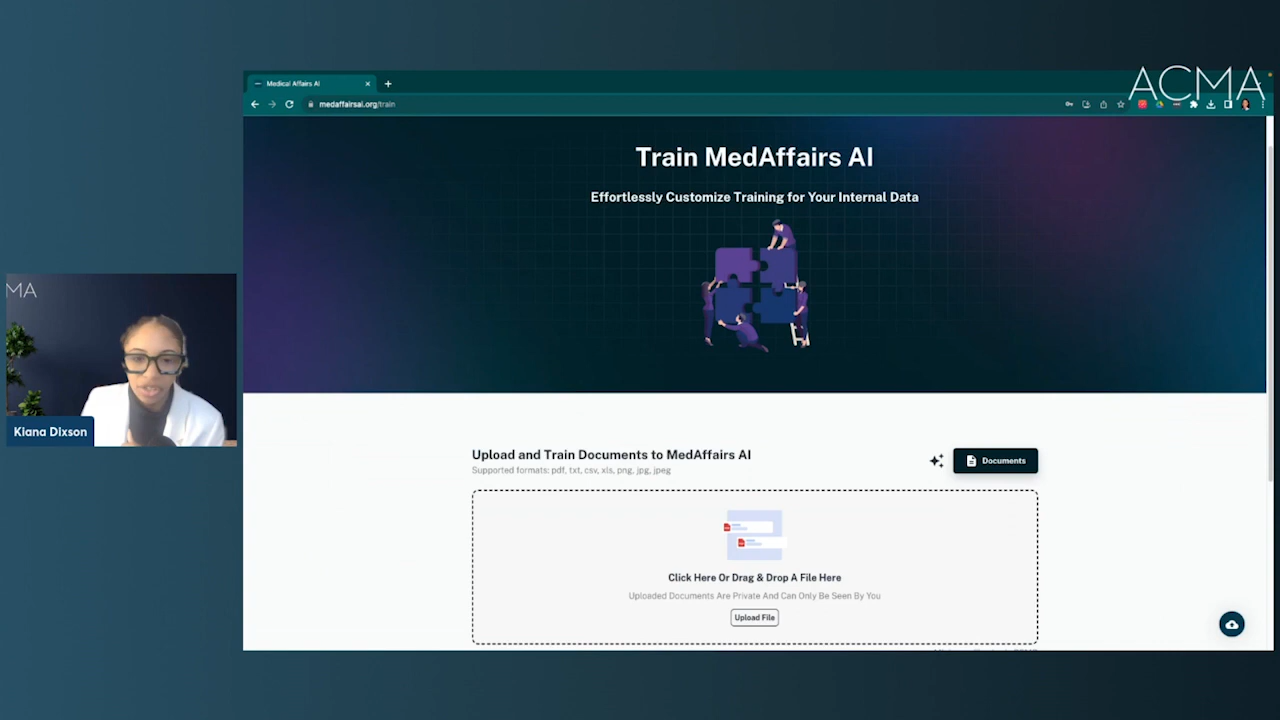 ACMA
Medical Affairs AI
medaffairsai.org/train
Train MedAffairs AI
Effortlessly Customize Training for Your Internal Data
MA
Kiana Dixson
Upload and Train Documents to MedAffairs AI
Supported formats: pdf, txt, csv, xls, png, jpg, jpeg
Documents
Click Here Or Drag & Drop A File Here
Uploaded Documents Are Private And Can Only Be Seen By You
Upload File